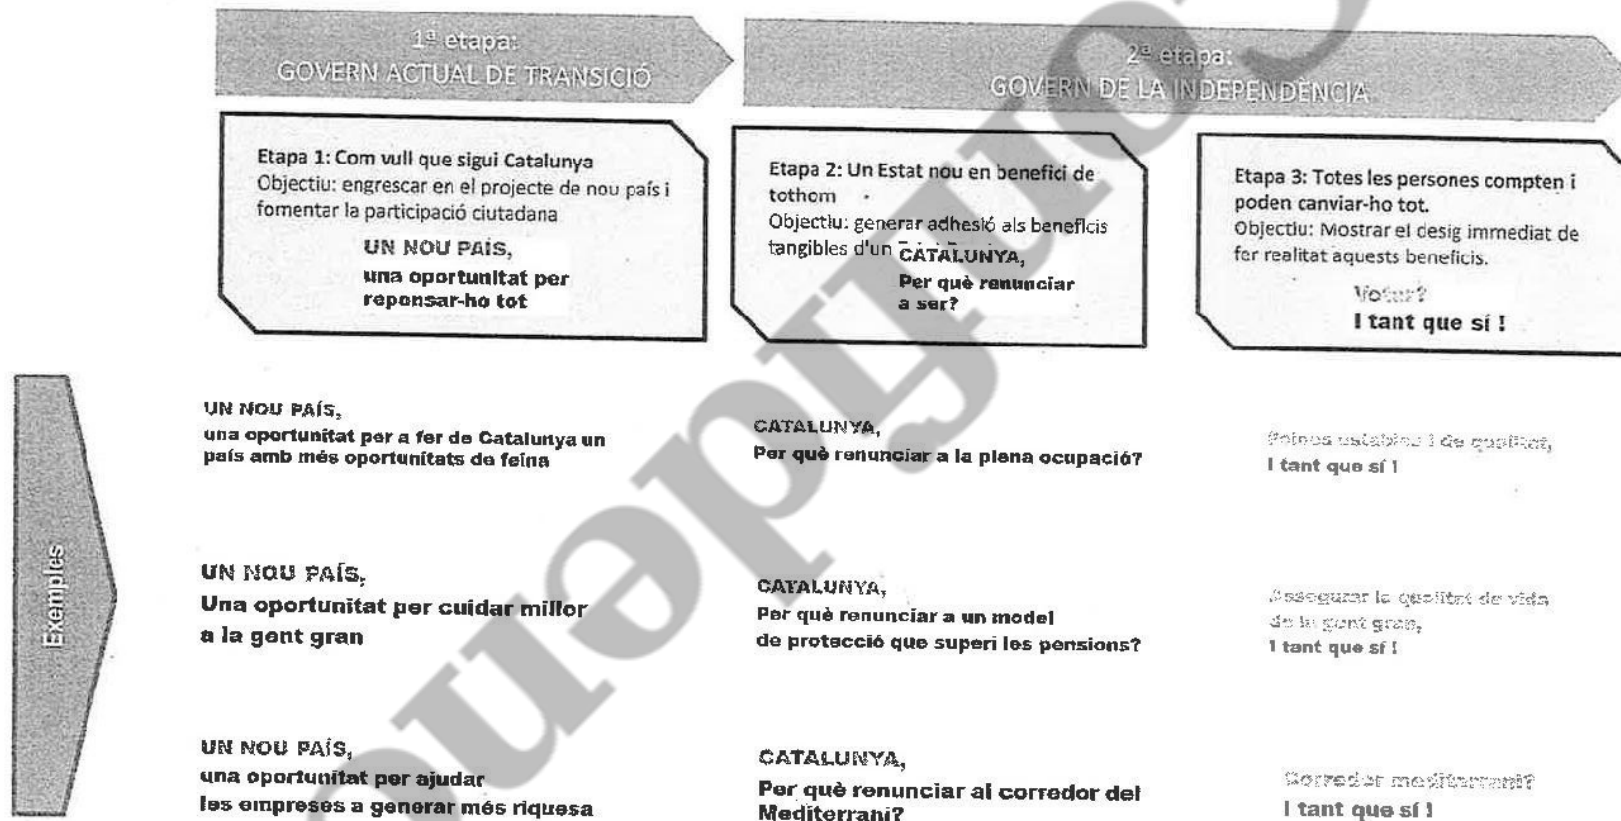 1ª etapa:
GOVERN ACTUAL DE TRANSICIÓ
2ª etapa:
GOVERN DE LA INDEPENDÈNCIA
Etapa 1: Com vull que sigui Catalunya
Objectiu: engrescar en el projecte de nou país i
fomentar la participació ciutadana
UN NOU PAÍS,
una oportunitat per
repensar-ho tot
Etapa 2: Un Estat nou en benefici de
tothom
Objectiu: generar adhesió als beneficis
tangibles d'un
CATALUNYA,
Per què renunciar
a ser?
Etapa 3: Totes les persones compten i
poden canviar-ho tot.
Objectiu: Mostrar el desig immediat de
fer realitat aquests beneficis.
Votar?
I tant que sí !
Exemples
UN NOU PAÍS,
una oportunitat per a fer de Catalunya un
país amb més oportunitats de feina
CATALUNYA,
Per què renunciar a la plena ocupació?
Feines estables i de qualitat,
I tant que sí !
UN NOU PAÍS,
Una oportunitat per cuidar millor
a la gent gran
CATALUNYA,
Per què renunciar a un model
de protecció que superi les pensions?
Assegurar la qualitat de vida
de la gent gran,
I tant que sí !
UN NOU PAÍS,
una oportunitat per ajudar
les empreses a generar més riquesa
CATALUNYA,
Per què renunciar al corredor del
Mediterrani?
Corredor mediterrani?
I tant que sí !